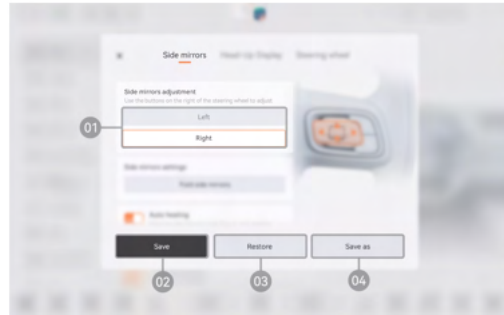 Side mirrors Head-Up Display Steering wheel
Side mirrors adjustment
Use the buttons on the right of the steering wheel to adjust
Left
01
Right
Side mirrors settings
Fold side mirrors
Auto heating
Save
Restore
Save as
02
03
04